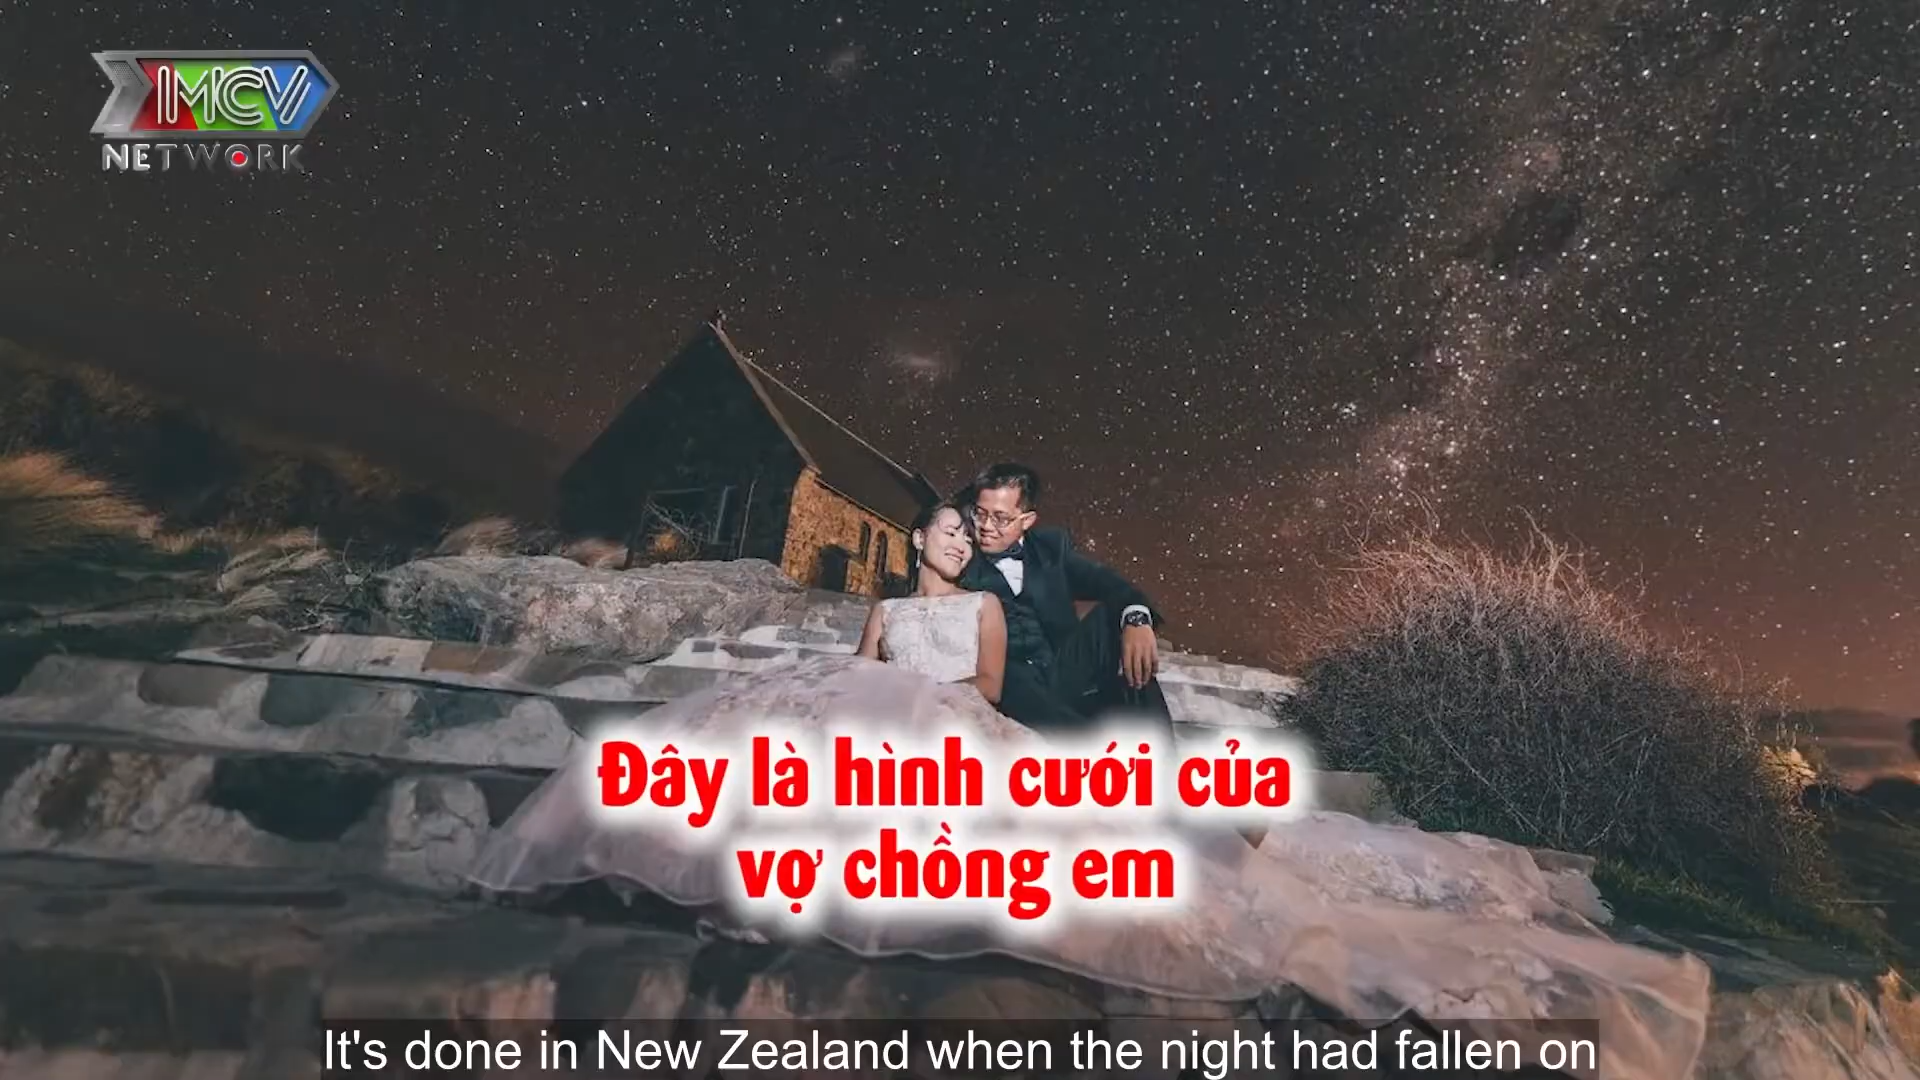 MCV
NETWORK
Đây là hình cưới của
vợ chồng em
It's done in New Zealand when the night had fallen on